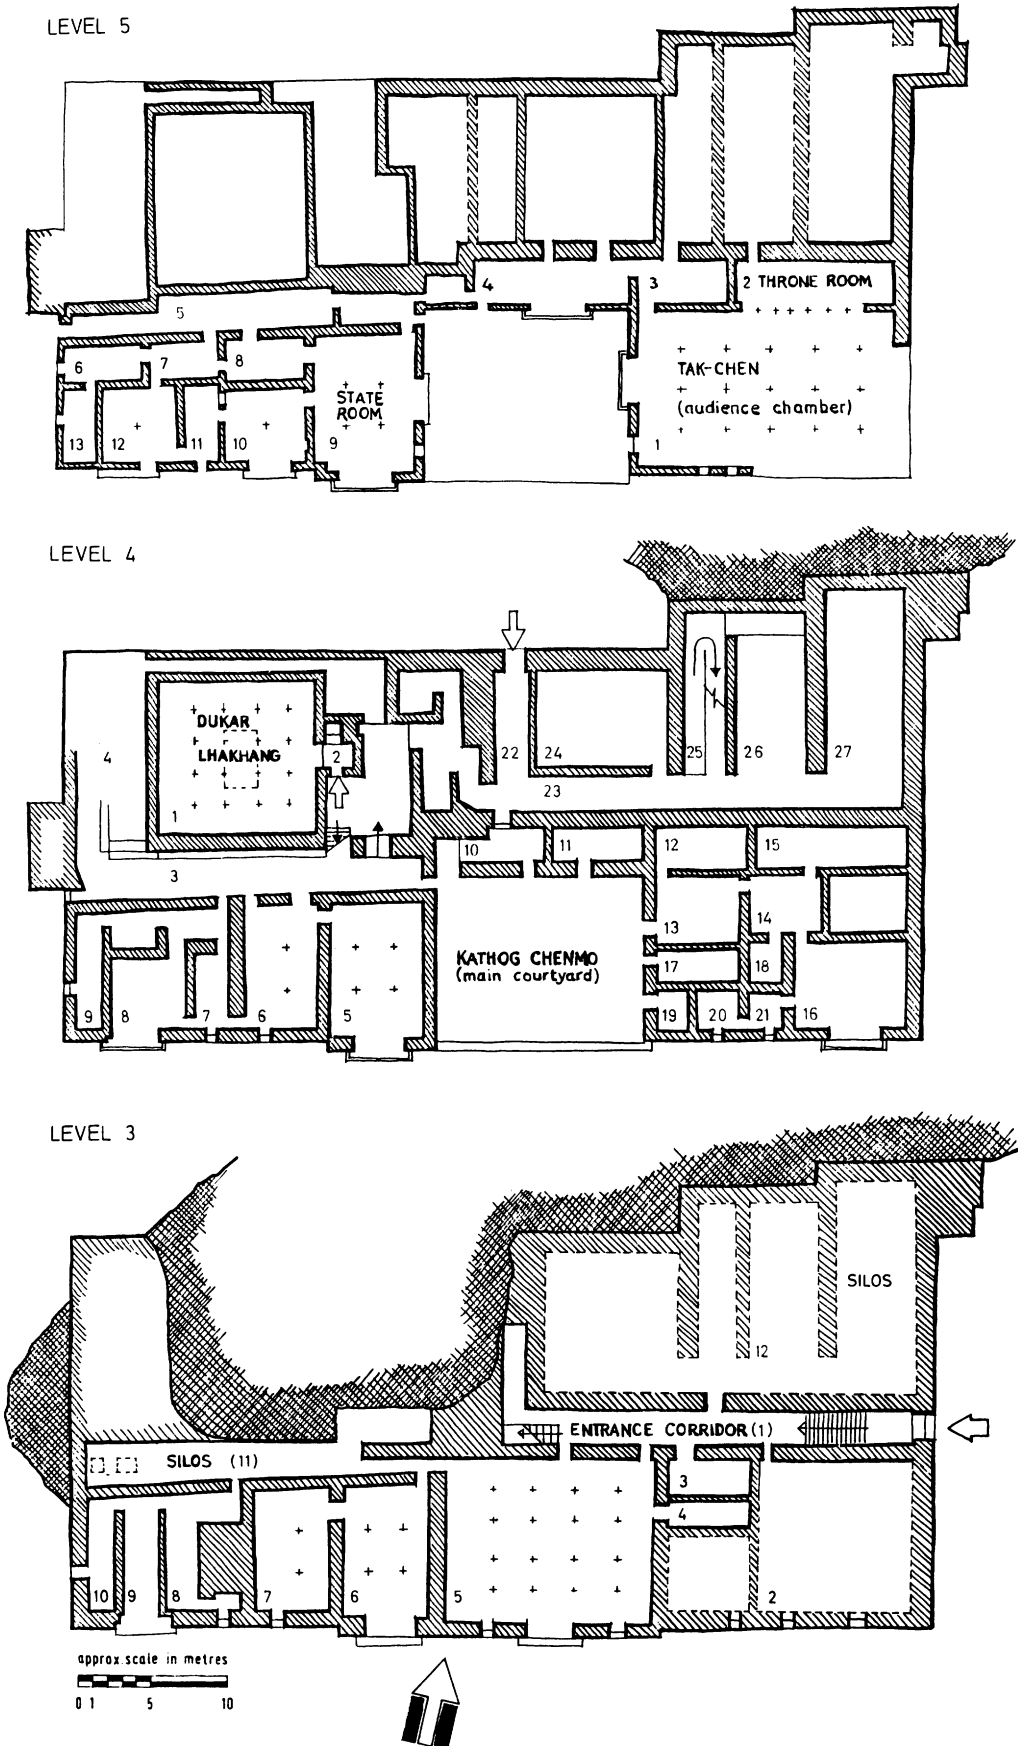 LEVEL 5
4
3
2 THRONE ROOM
5
6
7
8
TAK-CHEN
(audience chamber)
STATE
ROOM
13
12
11
10
9
1
LEVEL 4
DUKAR
LHAKHANG
4
2
22
24
25
26
27
1
23
3
10
11
12
15
13
14
KATHOG CHENMO
(main courtyard)
17
18
9
8
7
6
5
19
20
21
16
LEVEL 3
SILOS
12
ENTRANCE CORRIDOR (1)
SILOS (11)
3
4
10
9
8
7
6
5
2
approx. scale in metres
0 1 5 10